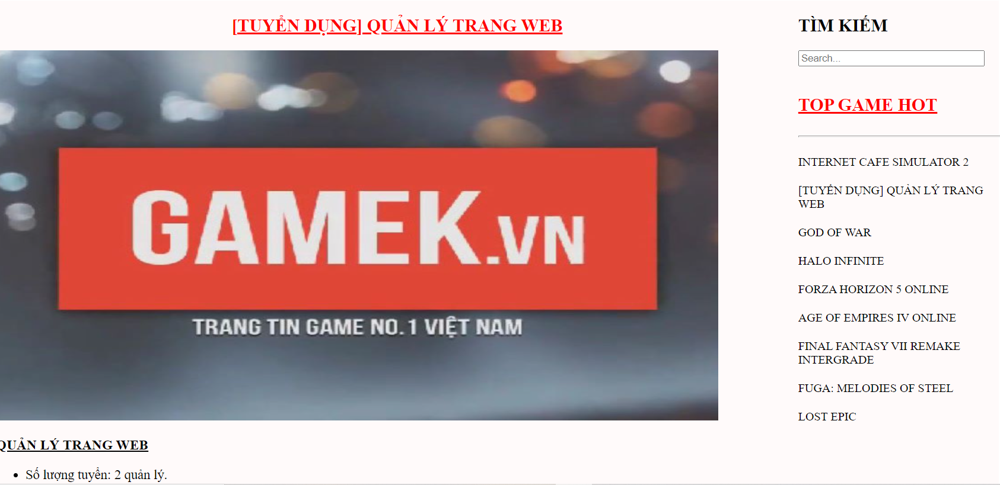 [TUYỂN DỤNG] QUẢN LÝ TRANG WEB
GAMEK.VN
TRANG TIN GAME NO.1 VIỆT NAM
QUẢN LÝ TRANG WEB
Số lượng tuyển: 2 quản lý.
TÌM KIẾM
Search...
TOP GAME HOT
INTERNET CAFE SIMULATOR 2
[TUYỂN DỤNG] QUẢN LÝ TRANG
WEB
GOD OF WAR
HALO INFINITE
FORZA HORIZON 5 ONLINE
AGE OF EMPIRES IV ONLINE
FINAL FANTASY VII REMAKE
INTERGRADE
FUGA: MELODIES OF STEEL
LOST EPIC